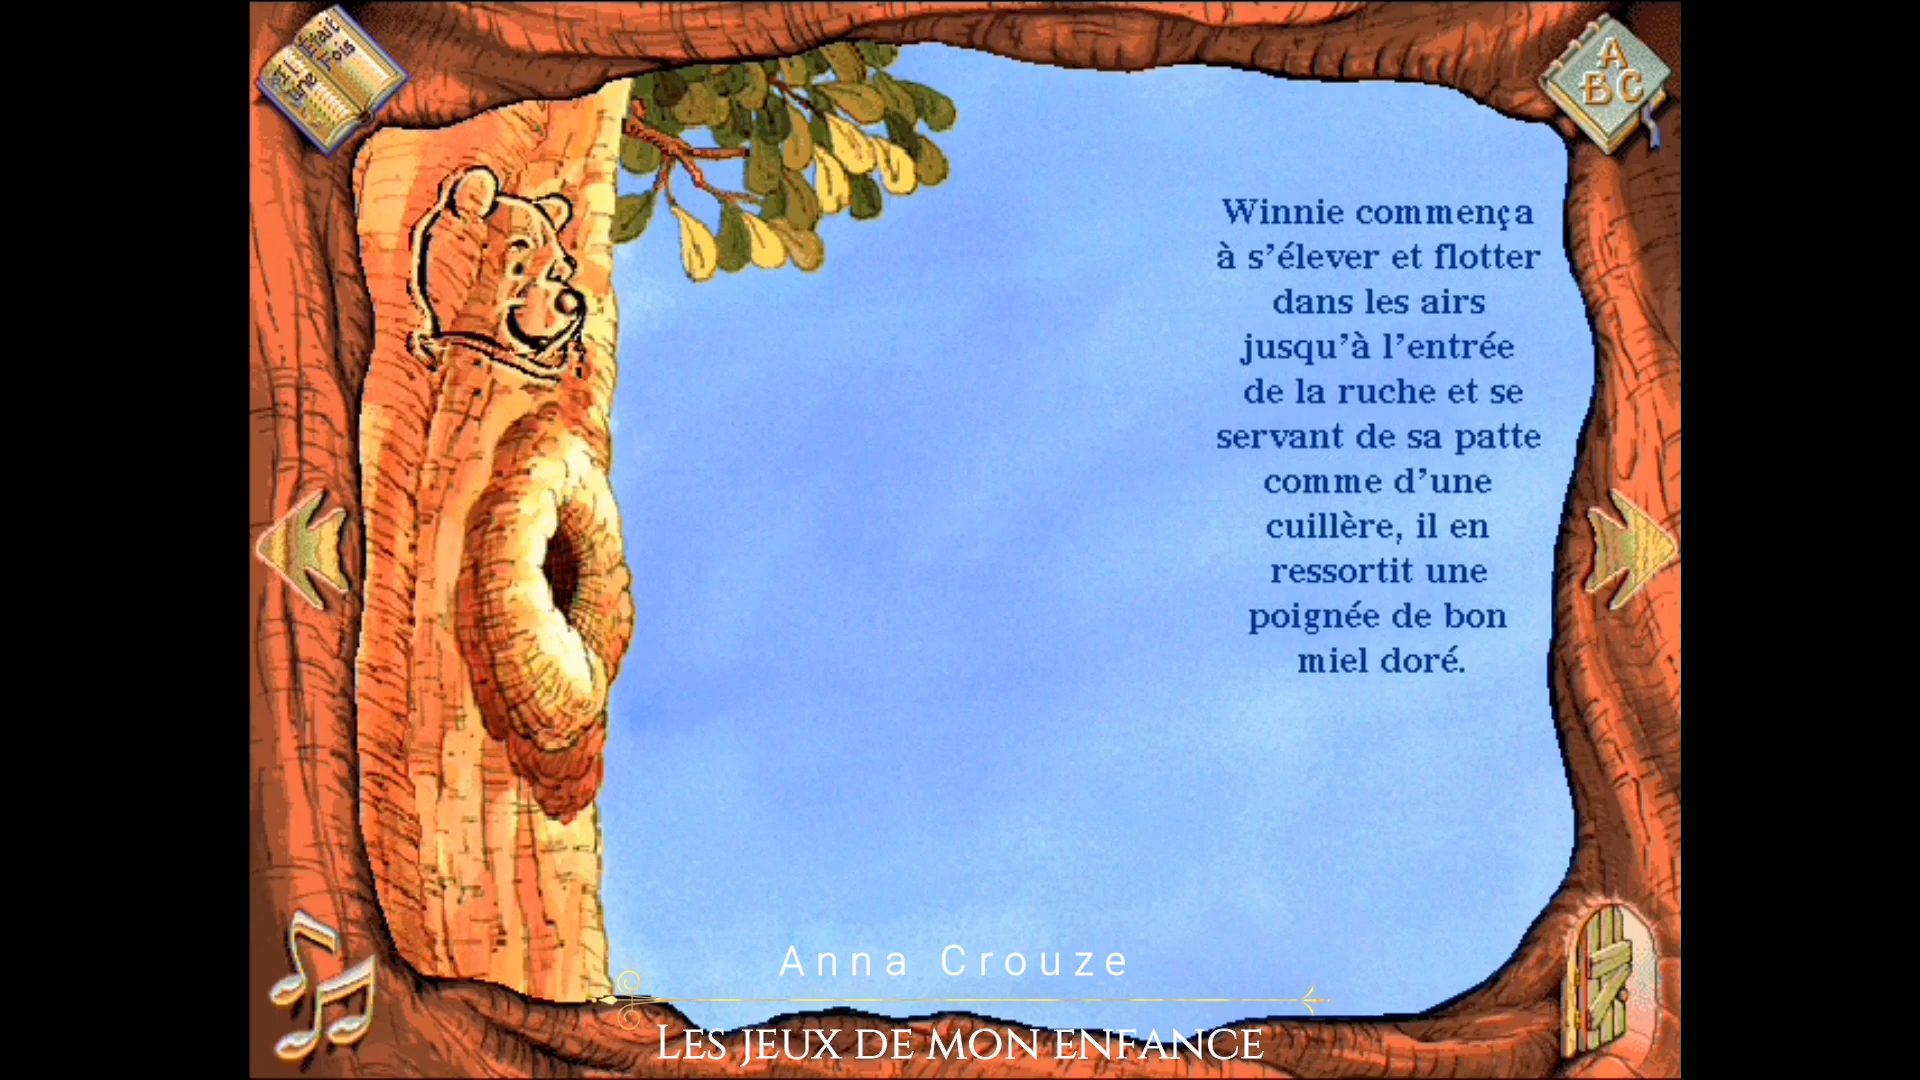 Il Était
Une Fois
A
B C
Winnie commença
à s’élever et flotter
dans les airs
jusqu’à l’entrée
de la ruche et se
servant de sa patte
comme d’une
cuillère, il en
ressortit une
poignée de bon
miel doré.
Anna Crouze
Les jeux de mon enfance